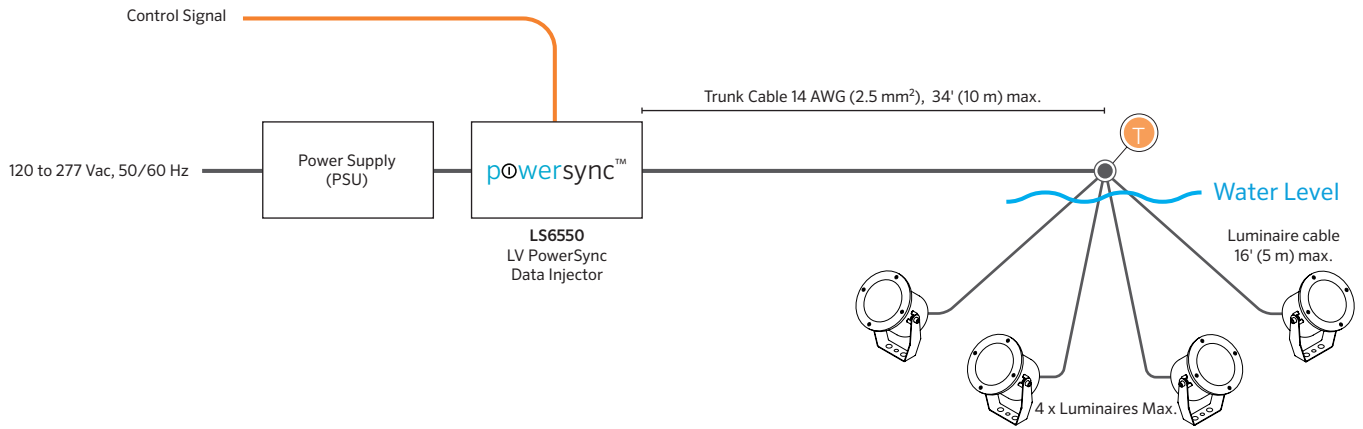 Control Signal
Trunk Cable 14 AWG (2.5 mm²), 34' (10 m) max.
T
120 to 277 Vac, 50/60 Hz
Power Supply
(PSU)
powersync™
Water Level
LS6550
LV PowerSync
Data Injector
Luminaire cable
16' (5 m) max.
4 x Luminaires Max.